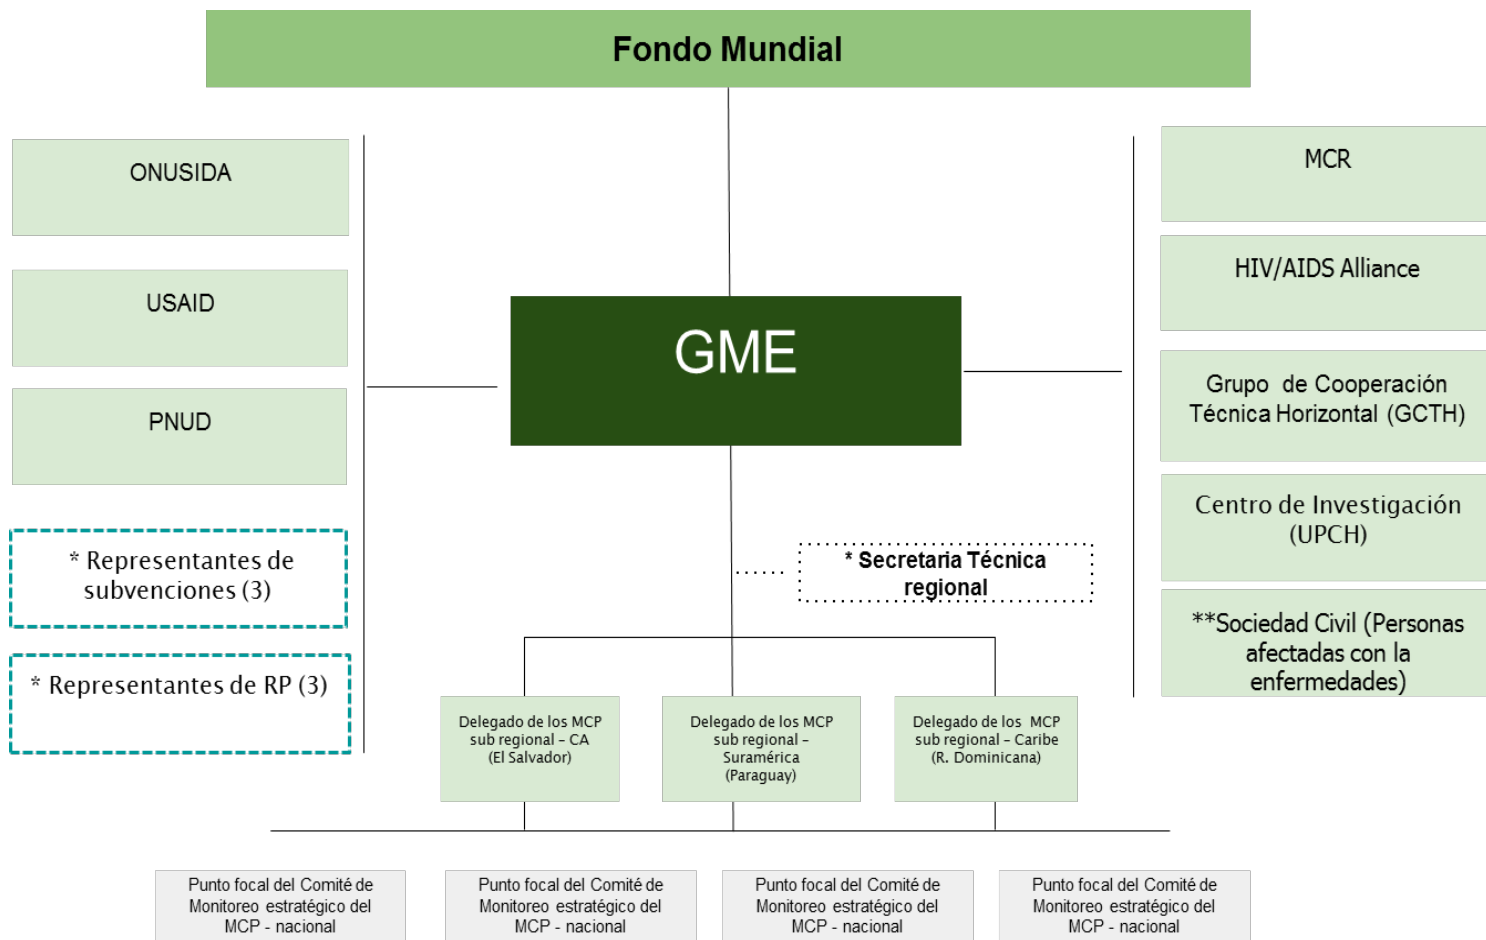 Fondo Mundial
ONUSIDA
USAID
PNUD
* Representantes de
subvenciones (3)
* Representantes de RP (3)
GME
* Secretaria Técnica
regional
MCR
HIV/AIDS Alliance
Grupo de Cooperación
Técnica Horizontal (GCTH)
Centro de Investigación
(UPCH)
**Sociedad Civil (Personas
afectadas con la
enfermedades)
Delegado de los MCP
sub regional – CA
(El Salvador)
Delegado de los MCP
sub regional –
Suramérica
(Paraguay)
Delegado de los MCP
sub regional – Caribe
(R. Dominicana)
Punto focal del Comité de
Monitoreo estratégico del
MCP - nacional
Punto focal del Comité de
Monitoreo estratégico del
MCP - nacional
Punto focal del Comité de
Monitoreo estratégico del
MCP - nacional
Punto focal del Comité de
Monitoreo estratégico del
MCP - nacional